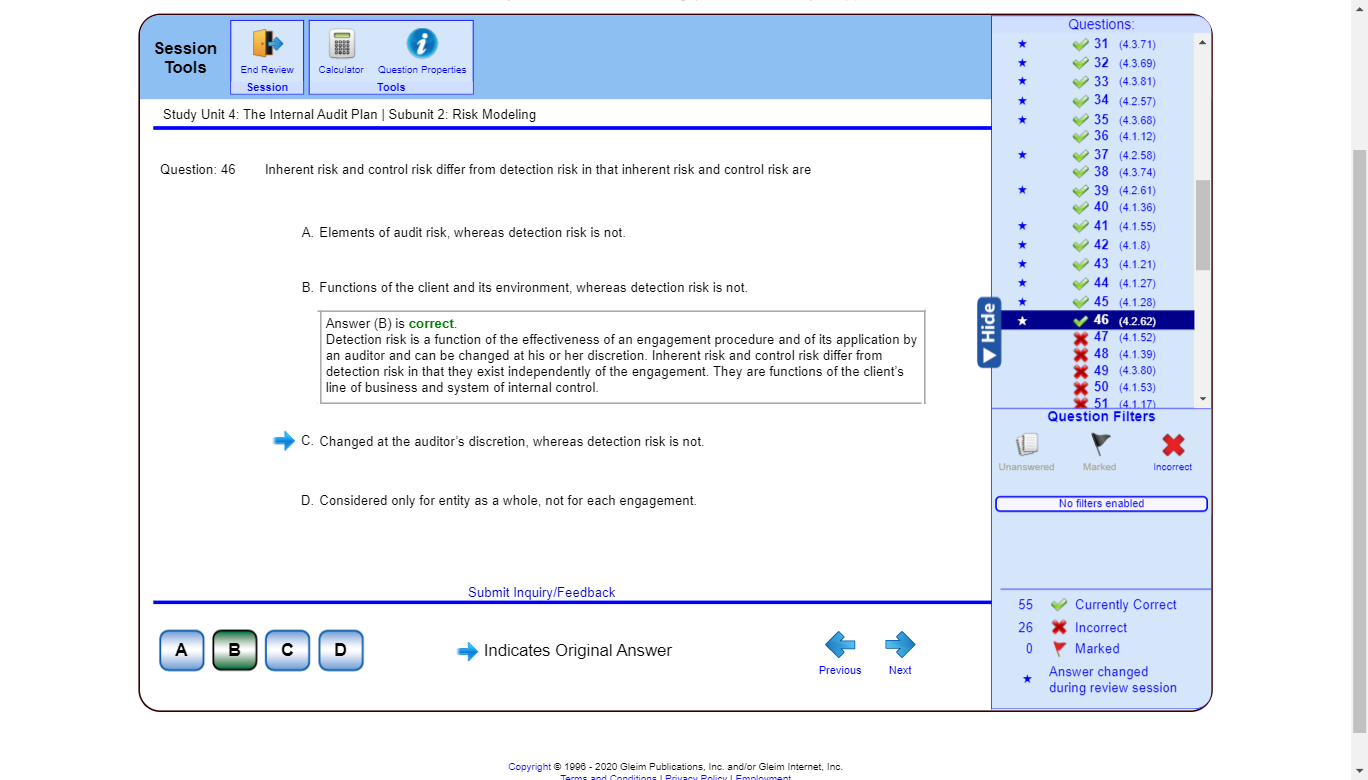 Session
Tools
End Review
Session
Calculator
Question Properties
Tools
Study Unit 4: The Internal Audit Plan | Subunit 2: Risk Modeling
Question: 46
Inherent risk and control risk differ from detection risk in that inherent risk and control risk are
A. Elements of audit risk, whereas detection risk is not.
B. Functions of the client and its environment, whereas detection risk is not.
Answer (B) is correct.
Detection risk is a function of the effectiveness of an engagement procedure and of its application by
an auditor and can be changed at his or her discretion. Inherent risk and control risk differ from
detection risk in that they exist independently of the engagement. They are functions of the client's
line of business and system of internal control.
C. Changed at the auditor's discretion, whereas detection risk is not.
D. Considered only for entity as a whole, not for each engagement.
Submit Inquiry/Feedback
A
B
C
D
Indicates Original Answer
Previous
Next
Hide
Questions:
31 (4.3.71)
32 (4.3.69)
33 (4.3.81)
34 (4.2.57)
35 (4.3.68)
36 (4.1.12)
37 (4.2.58)
38 (4.3.74)
39 (4.2.61)
40 (4.1.36)
41 (4.1.55)
42 (4.1.8)
43 (4.1.21)
44 (4.1.27)
45 (4.1.28)
46 (4.2.62)
47 (4.1.52)
48 (4.1.39)
49 (4.3.80)
50 (4.1.53)
51 (4.1.17)
Question Filters
Unanswered
Marked
Incorrect
No filters enabled
55 Currently Correct
26 Incorrect
0 Marked
Answer changed
during review session
Copyright © 1996 - 2020 Gleim Publications, Inc. and/or Gleim Internet, Inc.
Terms and Conditions | Privacy Policy | Employment